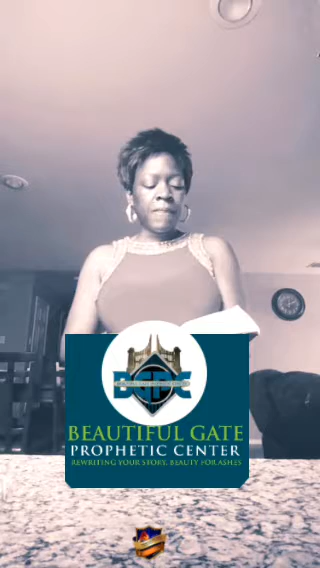 BEAUTIFUL GATE
PROPHETIC CENTER
REWRITING YOUR STORY, BEAUTY FOR ASHES